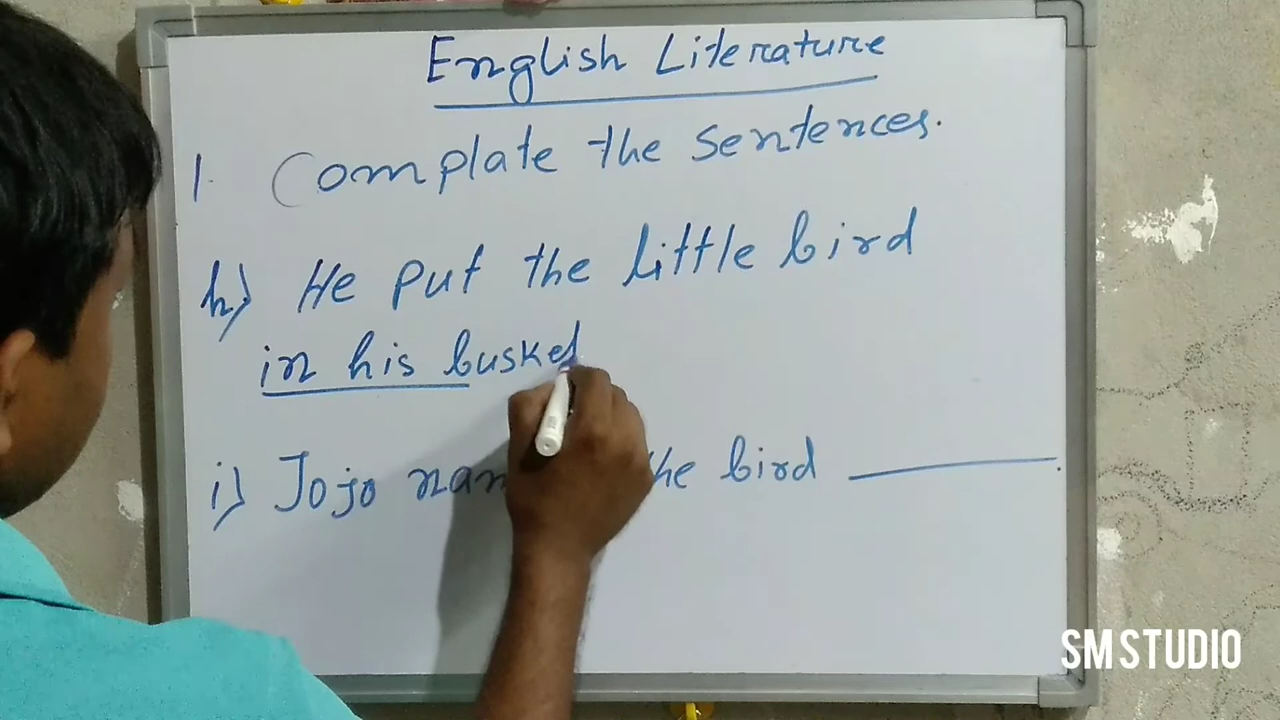 English Literature
1. Complate the sentences.
h) He put the little bird
in his busket
i) Jojo the bird
SM STUDIO